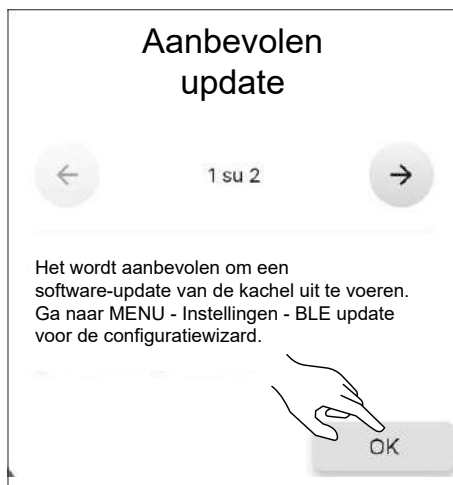 Aanbevolen
update
1 su 2
Het wordt aanbevolen om een
software-update van de kachel uit te voeren.
Ga naar MENU - Instellingen - BLE update
voor de configuratiewizard.
OK